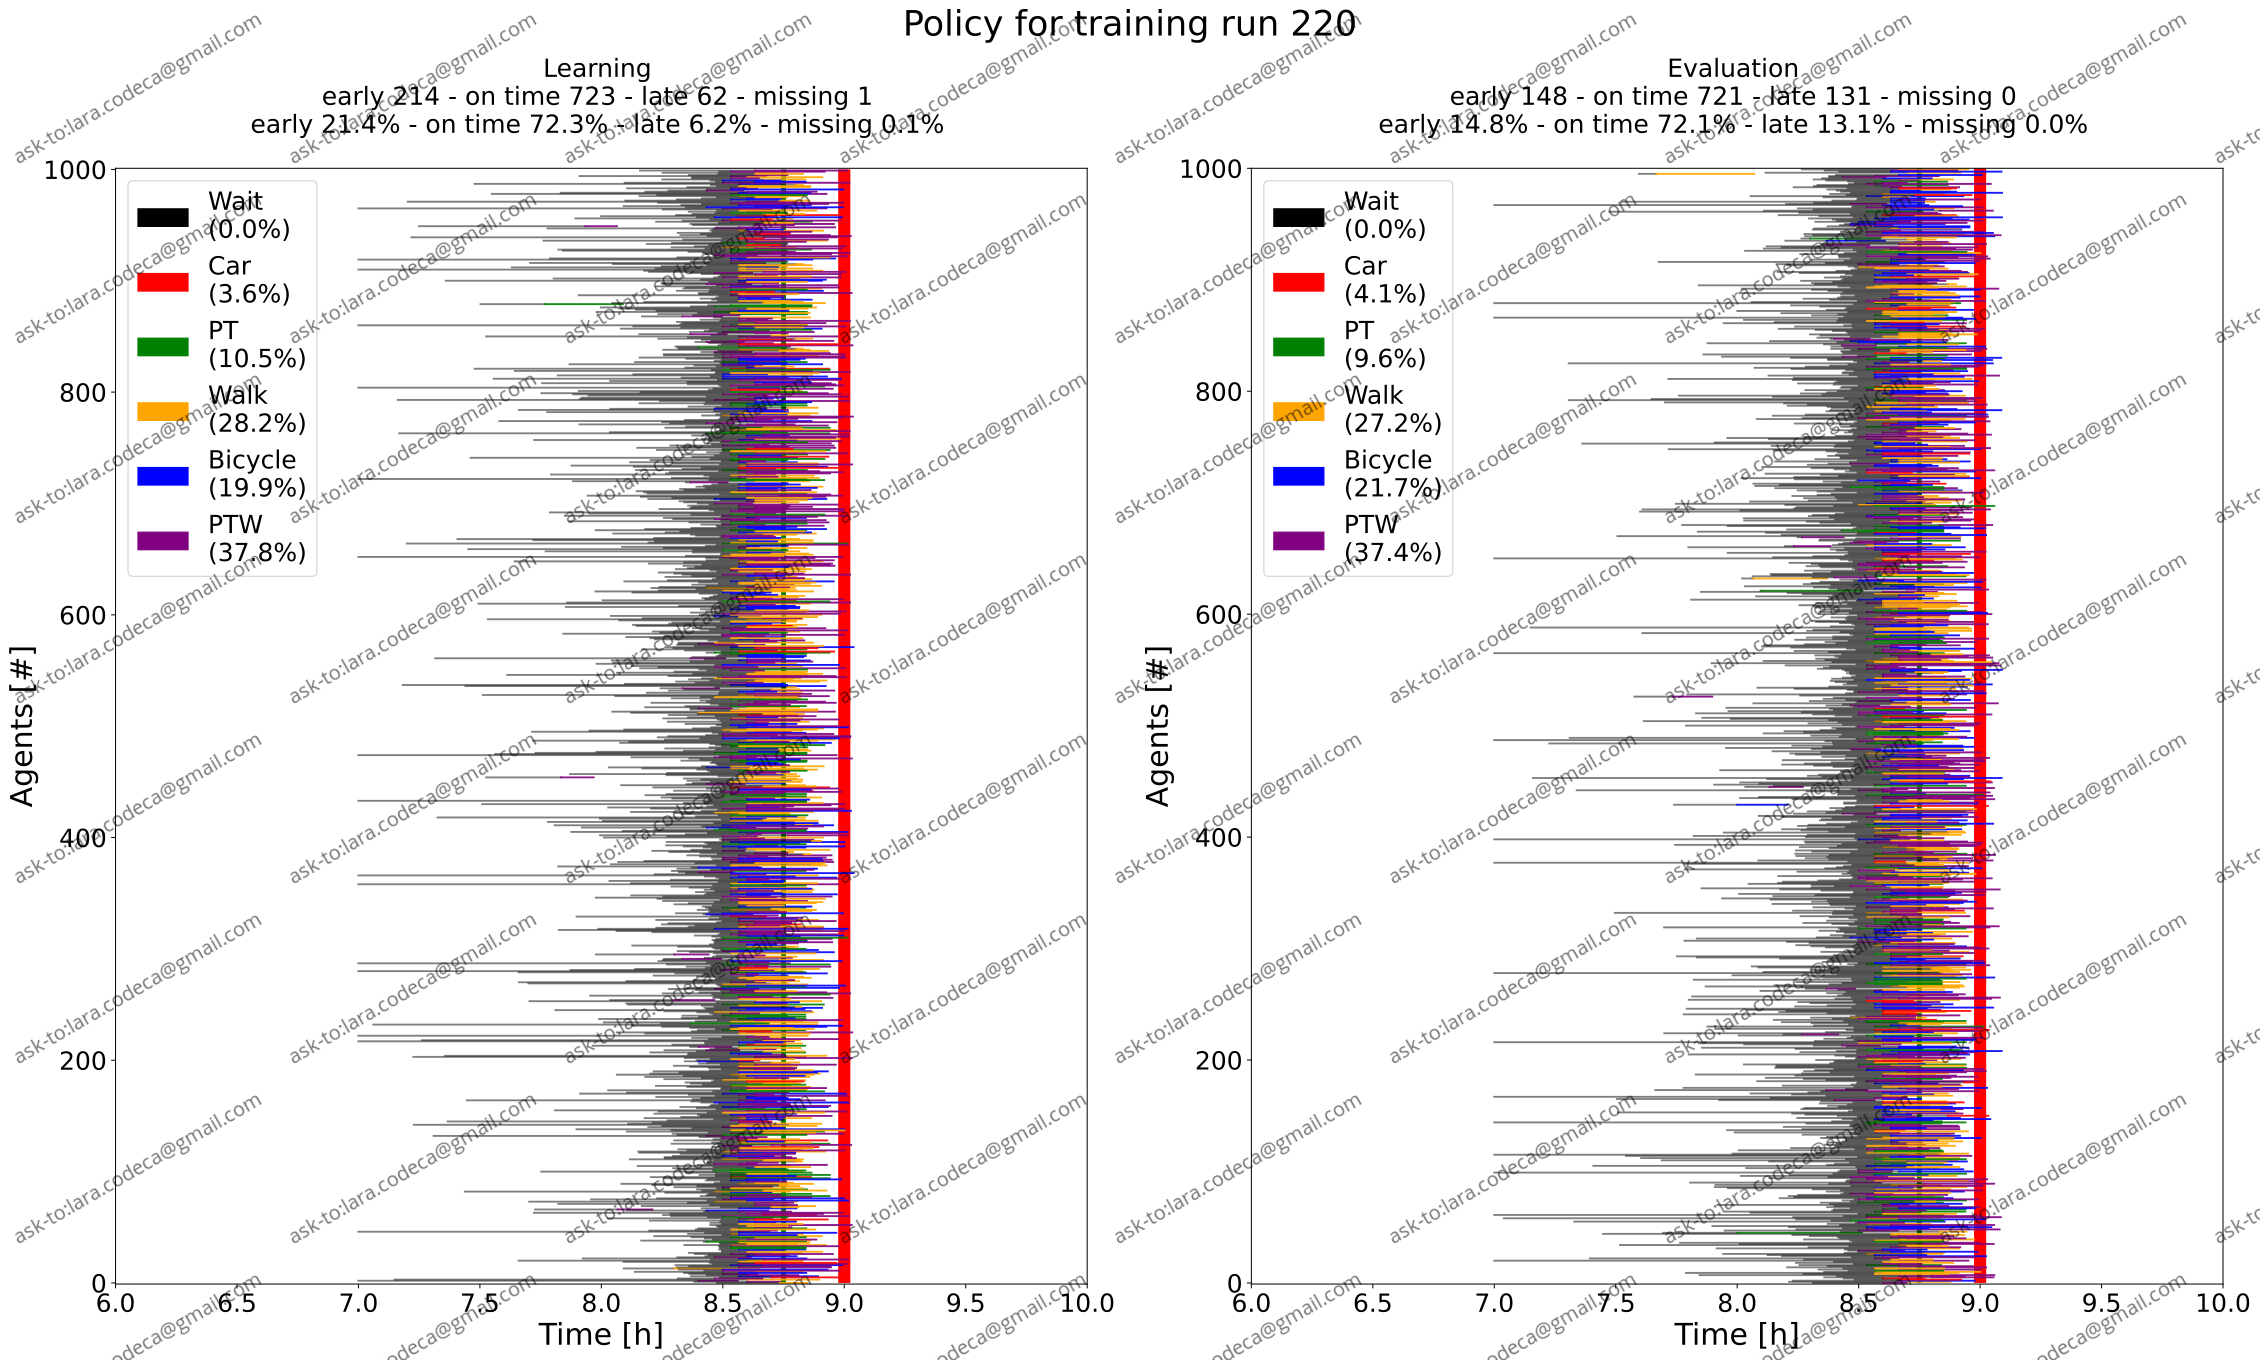 Policy for training run 220
Learning
early 214 - on time 723 - late 62 - missing 1
early 21.4% - on time 72.3% - late 6.2% - missing 0.1%
1000
800
600
400
200
0
Agents [#]
Wait
(0.0%)
Car
(3.6%)
PT
(10.5%)
Walk
(28.2%)
Bicycle
(19.9%)
PTW
(37.8%)
6.0 6.5 7.0 7.5 8.0 8.5 9.0 9.5 10.0
Time [h]
Evaluation
early 148 - on time 721 - late 131 - missing 0
early 14.8% - on time 72.1% - late 13.1% - missing 0.0%
1000
800
600
400
200
0
Agents [#]
Wait
(0.0%)
Car
(4.1%)
PT
(9.6%)
Walk
(27.2%)
Bicycle
(21.7%)
PTW
(37.4%)
6.0 6.5 7.0 7.5 8.0 8.5 9.0 9.5 10.0
Time [h]
ask-to:lara.codeca@gmail.com